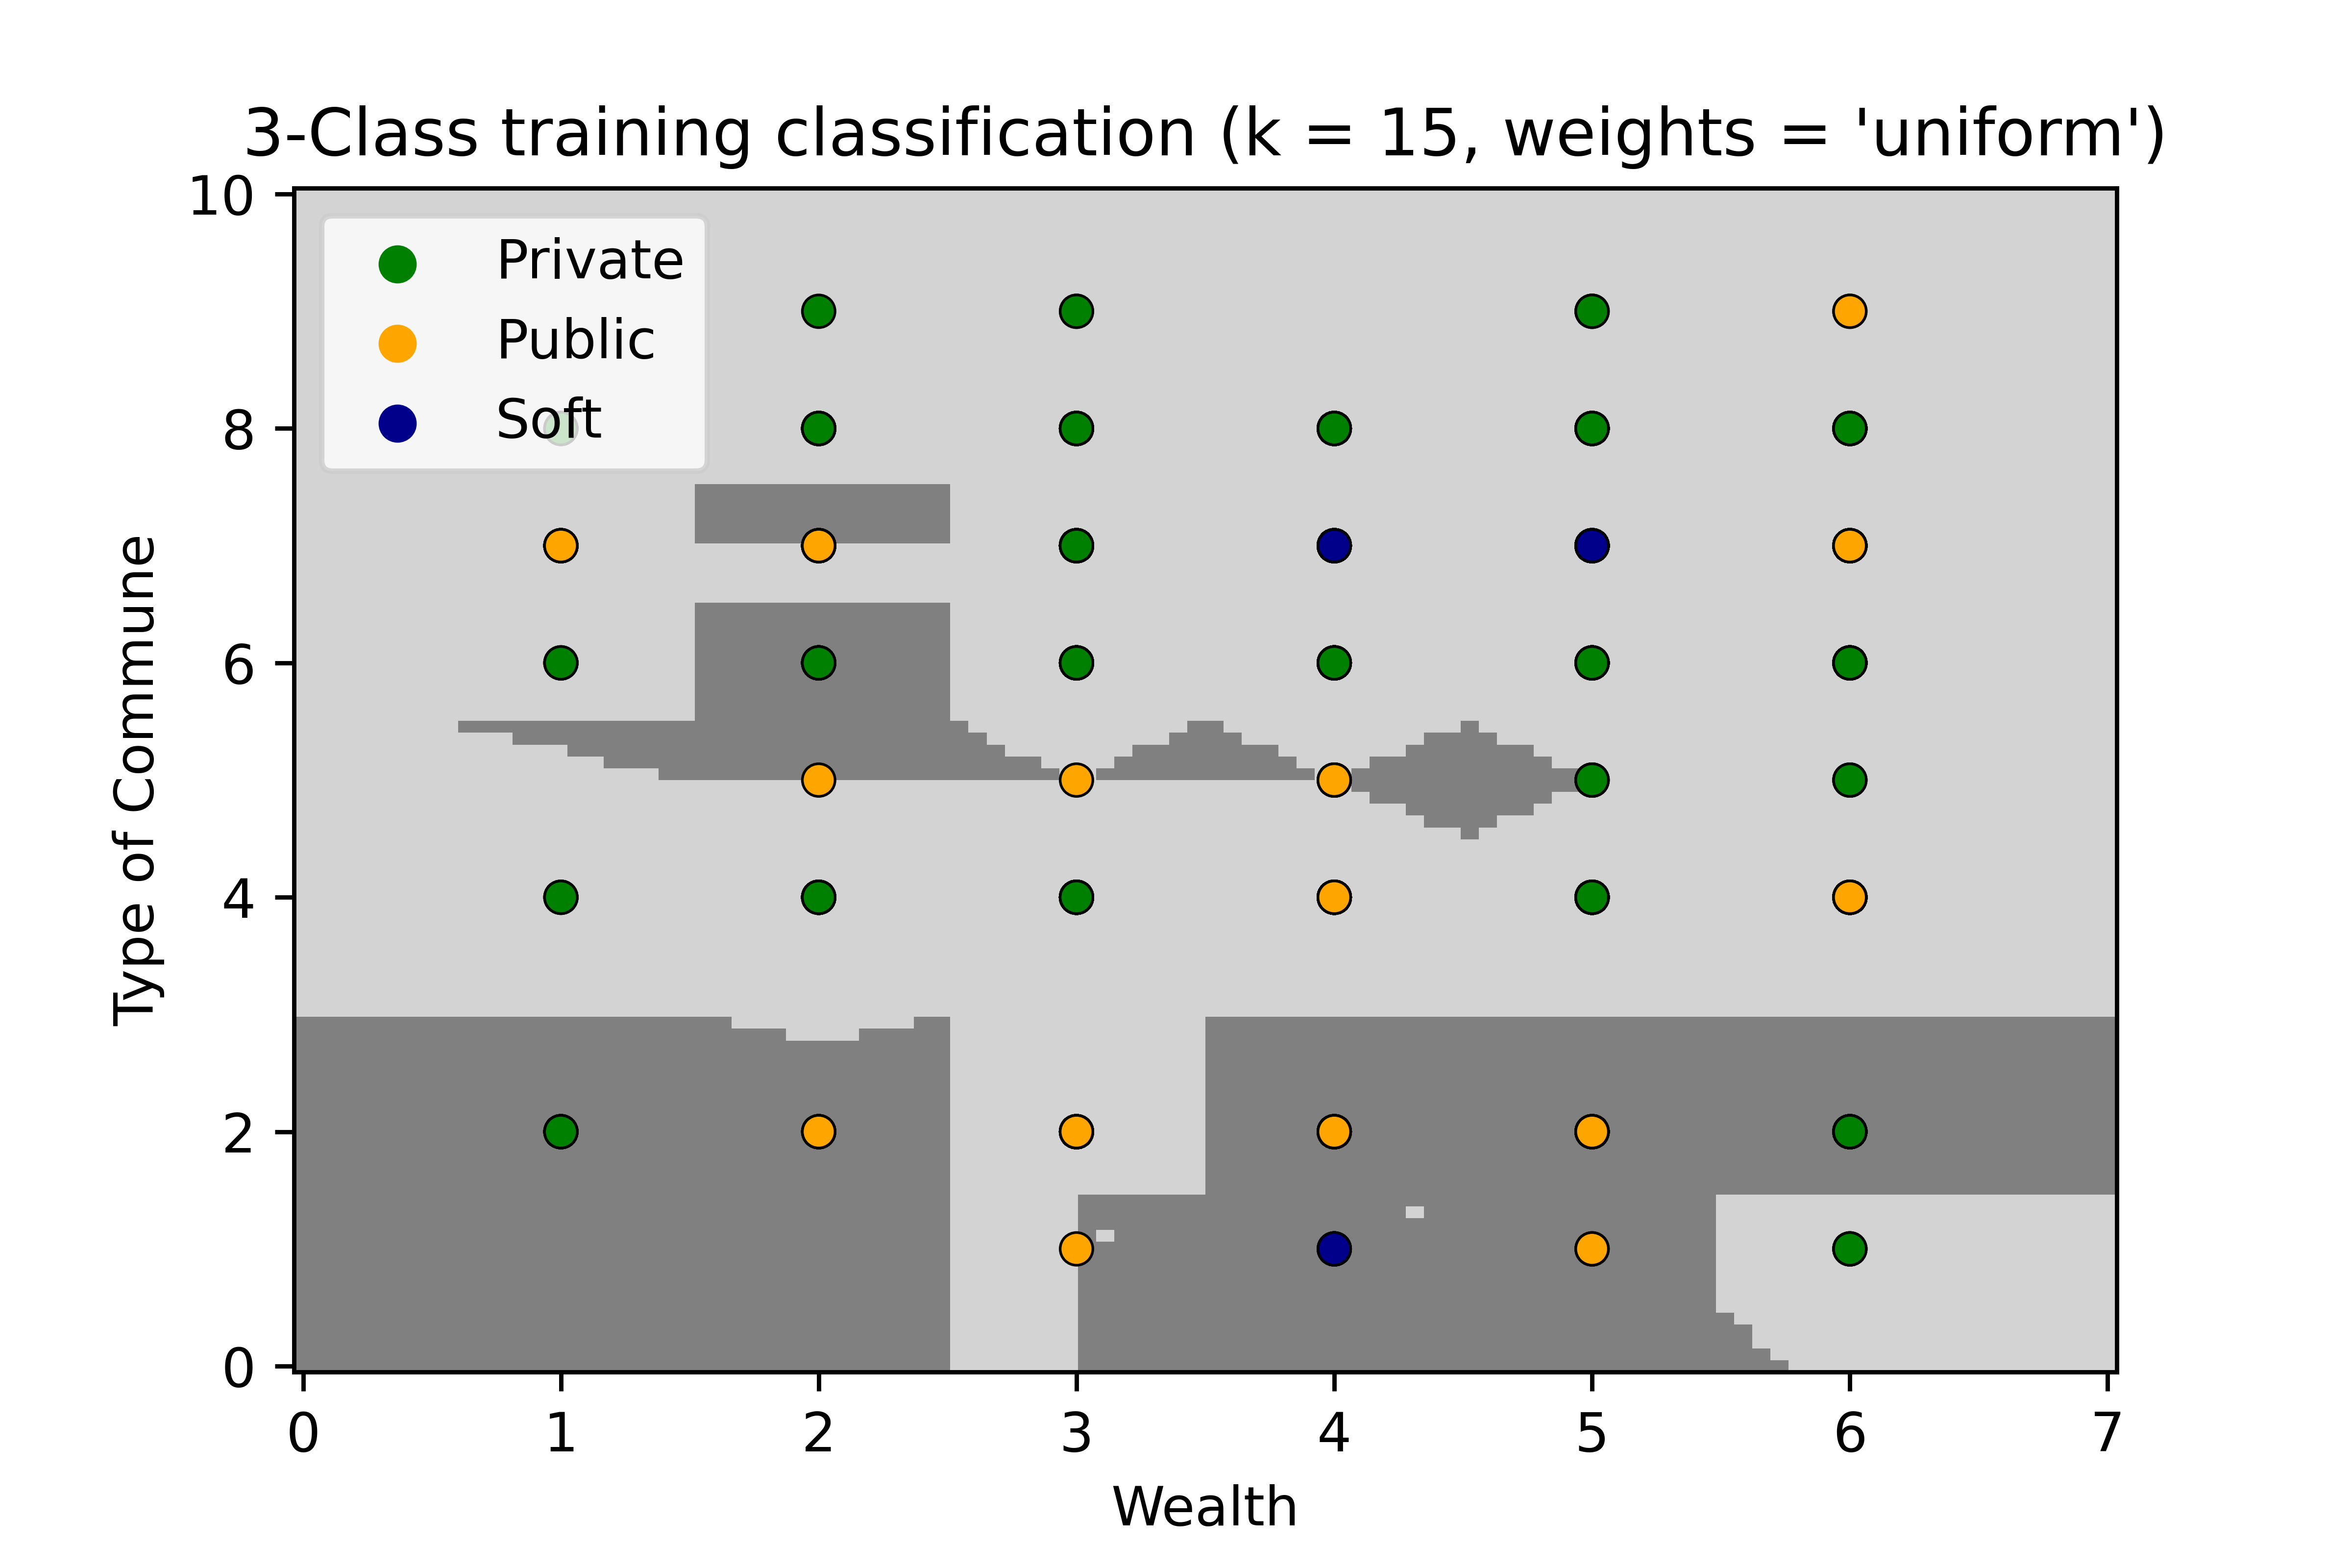 3-Class training classification (k = 15, weights = 'uniform')
10
8
6
4
2
0
Type of Commune
Private
Public
Soft
0 1 2 3 4 5 6 7
Wealth